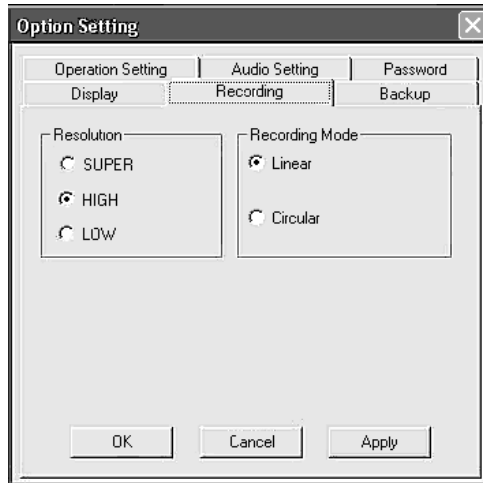 Option Setting
Operation Setting Audio Setting Password
Display Recording Backup
Resolution
SUPER
HIGH
LOW
Recording Mode
Linear
Circular
OK Cancel Apply